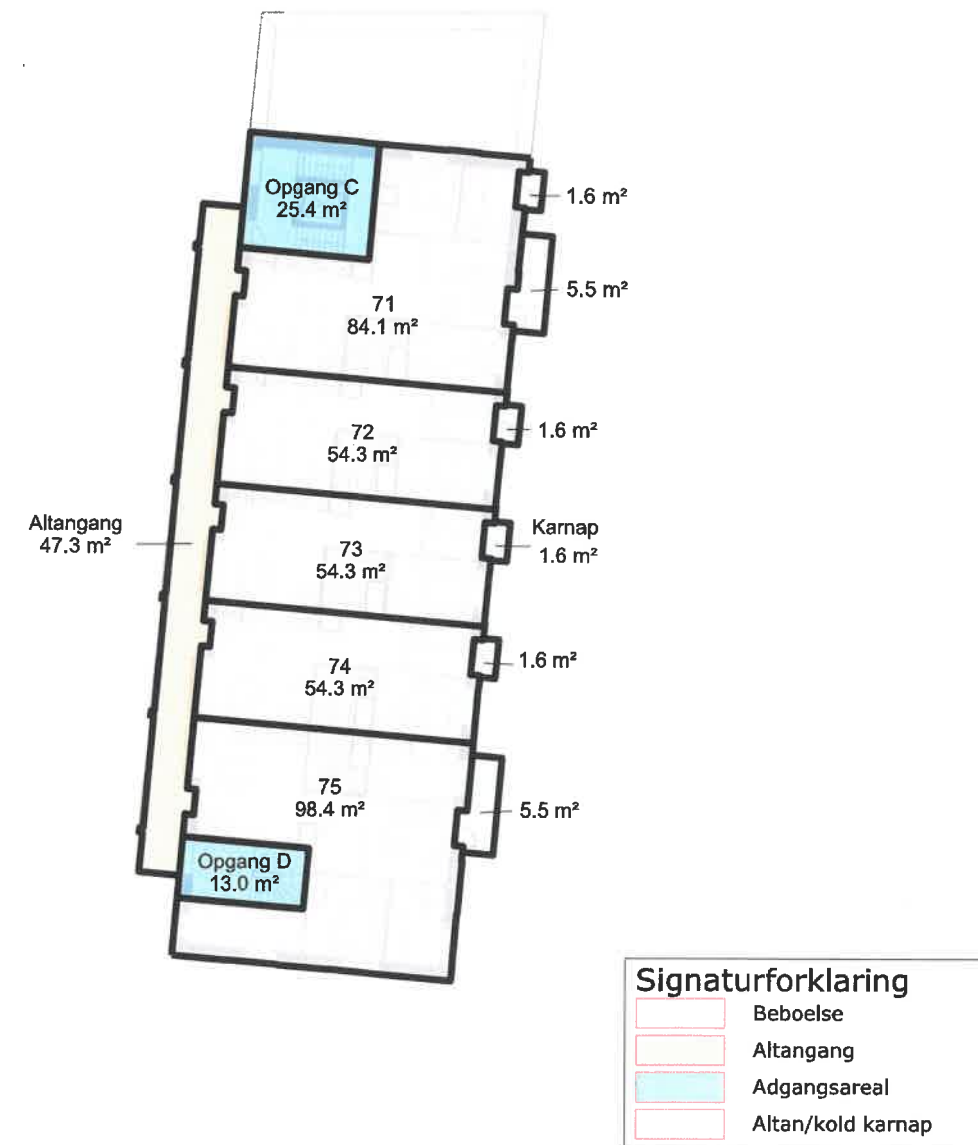 Opgang C
25.4 m²
1.6 m²
5.5 m²
71
84.1 m²
72
54.3 m²
1.6 m²
Altangang
47.3 m²
73
54.3 m²
Karnap
1.6 m²
74
54.3 m²
1.6 m²
75
98.4 m²
5.5 m²
Opgang D
13.0 m²
Signaturforklaring
Beboelse
Altangang
Adgangsareal
Altan/kold karnap